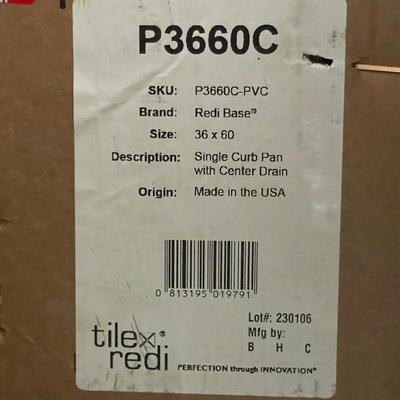 P3660C
SKU: P3660C-PVC
Brand: Redi Base®
Size: 36 x 60
Description: Single Curb Pan
with Center Drain
Origin: Made in the USA
0 813195 019791
Lot#: 230106
Mfg by:
B H C
tile ®
redi
PERFECTION through INNOVATION®